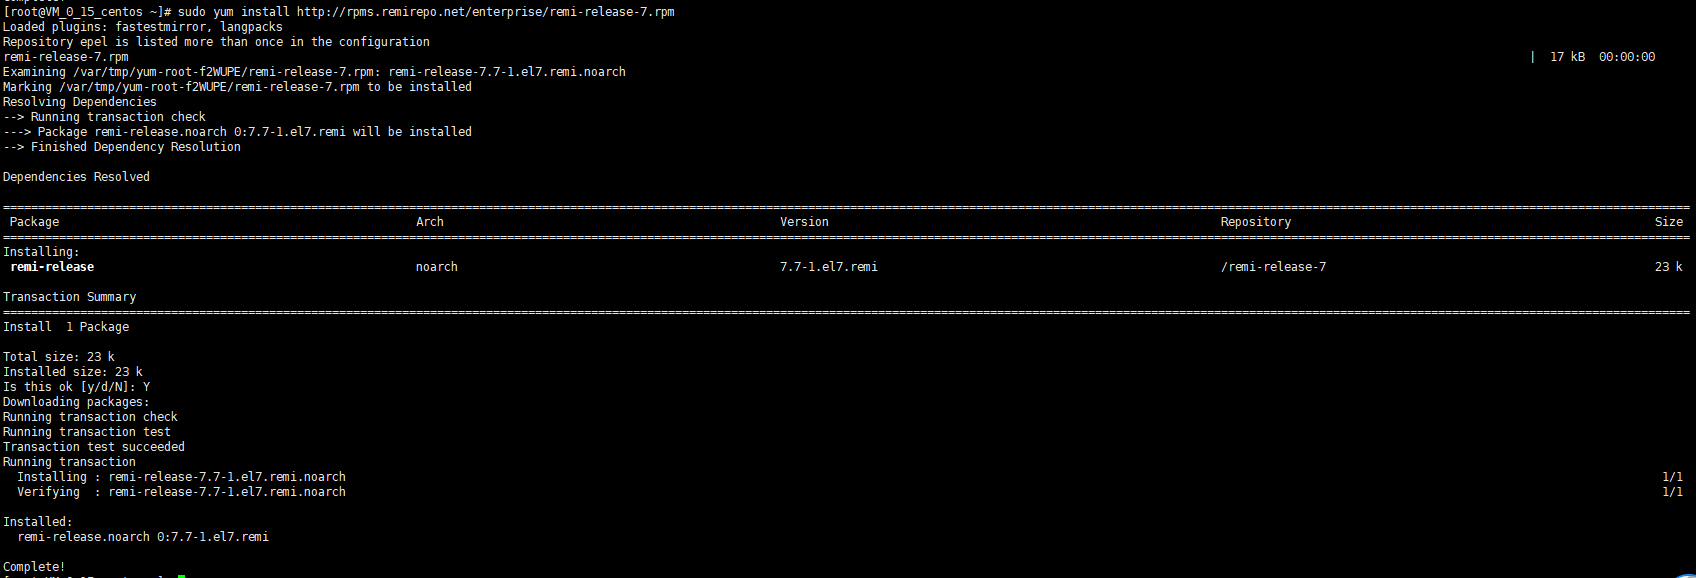 [root@VM_0_15_centos ~]# sudo yum install http://rpms.remirepo.net/enterprise/remi-release-7.rpm
Loaded plugins: fastestmirror, langpacks
Repository epel is listed more than once in the configuration
remi-release-7.rpm | 17 kB 00:00:00
Examining /var/tmp/yum-root-f2WUPE/remi-release-7.rpm: remi-release-7.7-1.el7.remi.noarch
Marking /var/tmp/yum-root-f2WUPE/remi-release-7.rpm to be installed
Resolving Dependencies
--> Running transaction check
---> Package remi-release.noarch 0:7.7-1.el7.remi will be installed
--> Finished Dependency Resolution
Dependencies Resolved
Package Arch Version Repository Size
Installing:
remi-release noarch 7.7-1.el7.remi /remi-release-7 23 k
Transaction Summary
Install 1 Package
Total size: 23 k
Installed size: 23 k
Is this ok [y/d/N]: Y
Downloading packages:
Running transaction check
Running transaction test
Transaction test succeeded
Running transaction
Installing : remi-release-7.7-1.el7.remi.noarch 1/1
Verifying : remi-release-7.7-1.el7.remi.noarch 1/1
Installed:
remi-release.noarch 0:7.7-1.el7.remi
Complete!